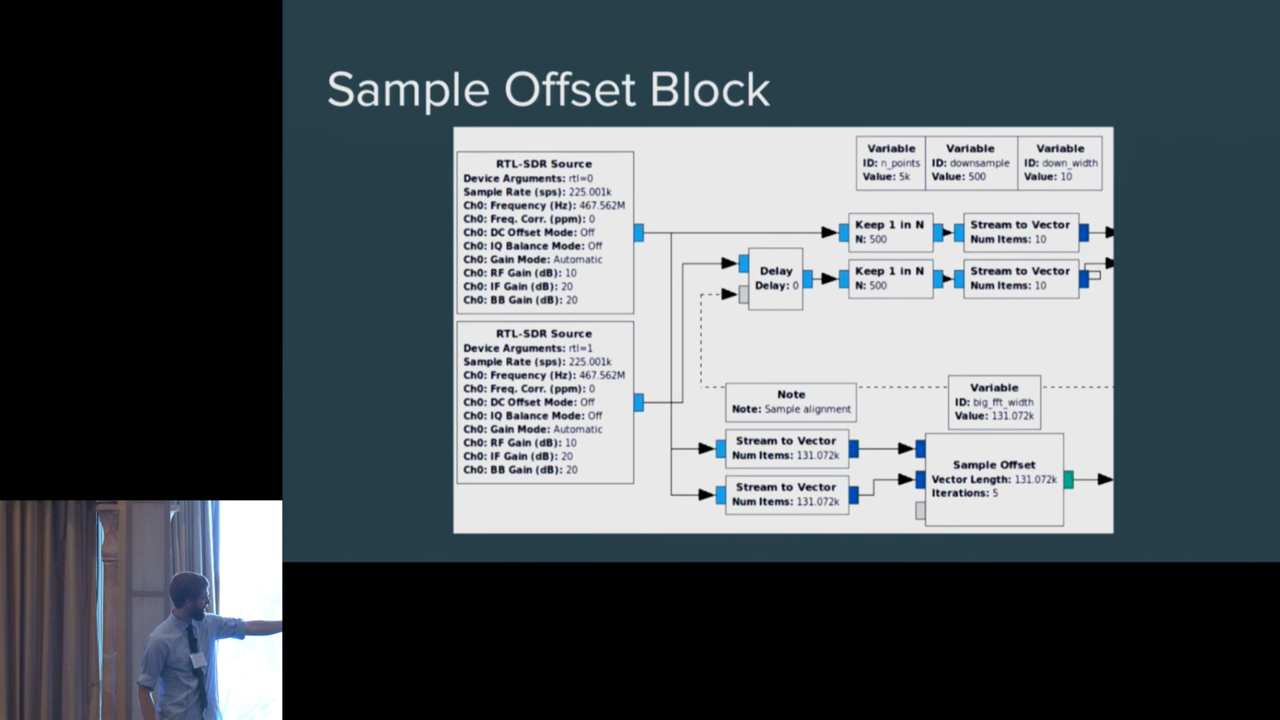 Sample Offset Block
RTL-SDR Source
Device Arguments: rtl=0
Sample Rate (sps): 225.001k
Ch0: Frequency (Hz): 467.562M
Ch0: Freq. Corr. (ppm): 0
Ch0: DC Offset Mode: Off
Ch0: IQ Balance Mode: Off
Ch0: Gain Mode: Automatic
Ch0: RF Gain (dB): 10
Ch0: IF Gain (dB): 20
Ch0: BB Gain (dB): 20
RTL-SDR Source
Device Arguments: rtl=1
Sample Rate (sps): 225.001k
Ch0: Frequency (Hz): 467.562M
Ch0: Freq. Corr. (ppm): 0
Ch0: DC Offset Mode: Off
Ch0: IQ Balance Mode: Off
Ch0: Gain Mode: Automatic
Ch0: RF Gain (dB): 10
Ch0: IF Gain (dB): 20
Ch0: BB Gain (dB): 20
Variable
ID: n_points
Value: 5k
Variable
ID: downsample
Value: 500
Variable
ID: down_width
Value: 10
Keep 1 in N
N: 500
Stream to Vector
Num Items: 10
Delay
Delay: 0
Keep 1 in N
N: 500
Stream to Vector
Num Items: 10
Note
Note: Sample alignment
Variable
ID: big_fft_width
Value: 131.072k
Stream to Vector
Num Items: 131.072k
Stream to Vector
Num Items: 131.072k
Sample Offset
Vector Length: 131.072k
Iterations: 5